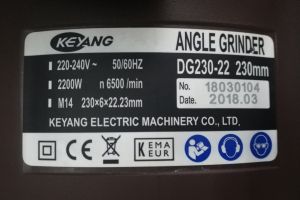 KEYANG
ANGLE GRINDER
220-240V ~ 50/60HZ
DG230-22 230mm
2200W n 6500 /min
No. 18030104
M14 230×6×22.23mm
Date 2018.03
KEYANG ELECTRIC MACHINERY CO., LTD.
CE
KEMA
EUR